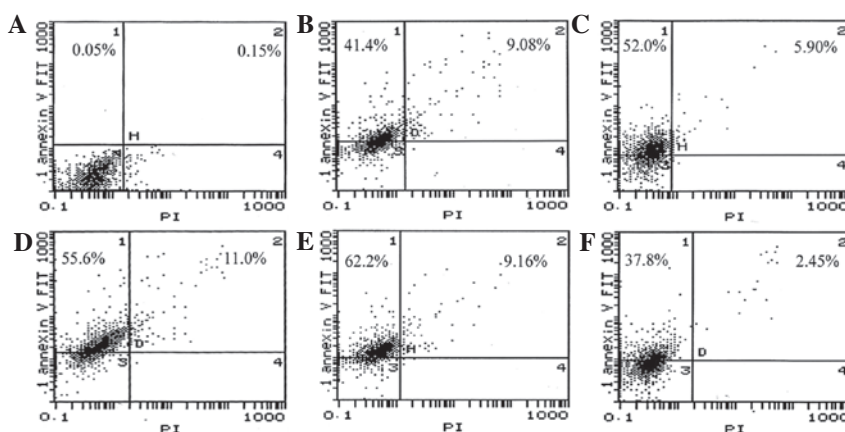 A
1 2
0.05% 0.15%
H
4
.1 annexin V FIT 1000
0.1 1000
PI
B
1 2
41.4% 9.08%
D
4
.1 annexin V FIT 1000
0.1 1000
PI
C
1 2
52.0% 5.90%
H
4
.1 annexin V FIT 1000
0.1 1000
PI
D
1 2
55.6% 11.0%
D
3 4
.1 annexin V FIT 1000
0.1 1000
PI
E
1 2
62.2% 9.16%
H
3 4
.1 annexin V FIT 1000
0.1 1000
PI
F
1 2
37.8% 2.45%
D
3 4
.1 annexin V FIT 1000
0.1 1000
PI